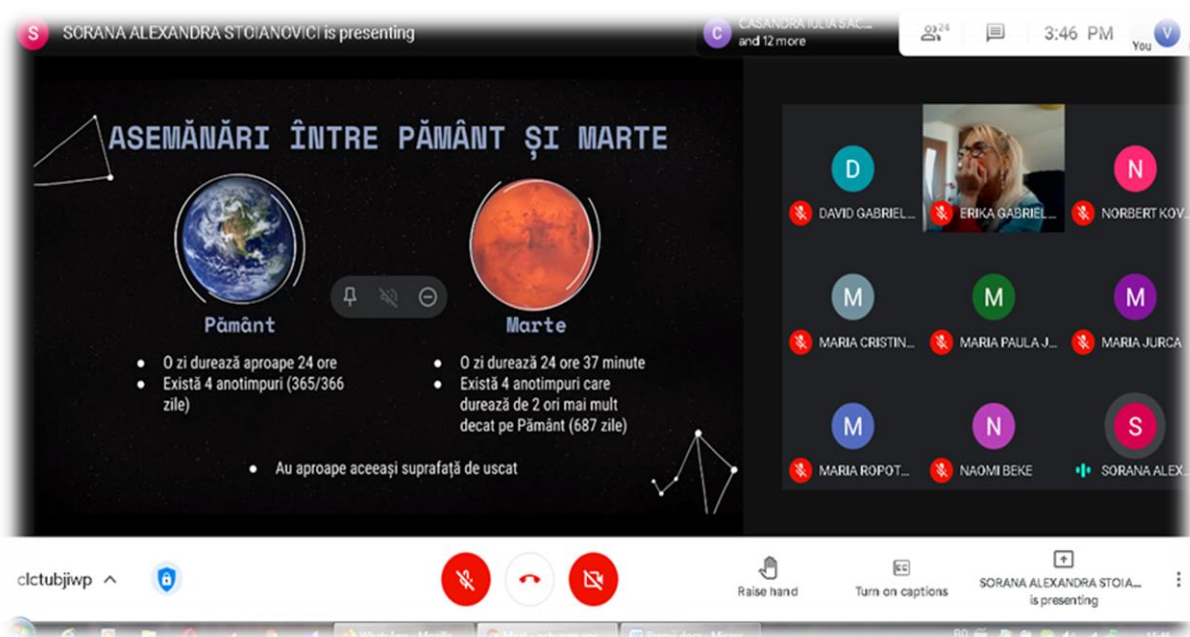 S SORANA ALEXANDRA STOIANOVICI is presenting
C CASANDRA IULIA SAC...
and 12 more
24
3:46 PM
You V
ASEMĂNĂRI ÎNTRE PĂMÂNT ȘI MARTE
Pământ
Marte
O zi durează aproape 24 ore
Există 4 anotimpuri (365/366
zile)
O zi durează 24 ore 37 minute
Există 4 anotimpuri care
durează de 2 ori mai mult
decat pe Pământ (687 zile)
Au aproape aceeași suprafață de uscat
D
DAVID GABRIEL...
ERIKA GABRIEL...
N
NORBERT KOV...
M
MARIA CRISTIN...
M
MARIA PAULA J...
M
MARIA JURCA
M
MARIA ROPOT...
N
NAOMI BEKE
S
SORANA ALEX...
clctubjiwp
Raise hand
Turn on captions
SORANA ALEXANDRA STOIA...
is presenting